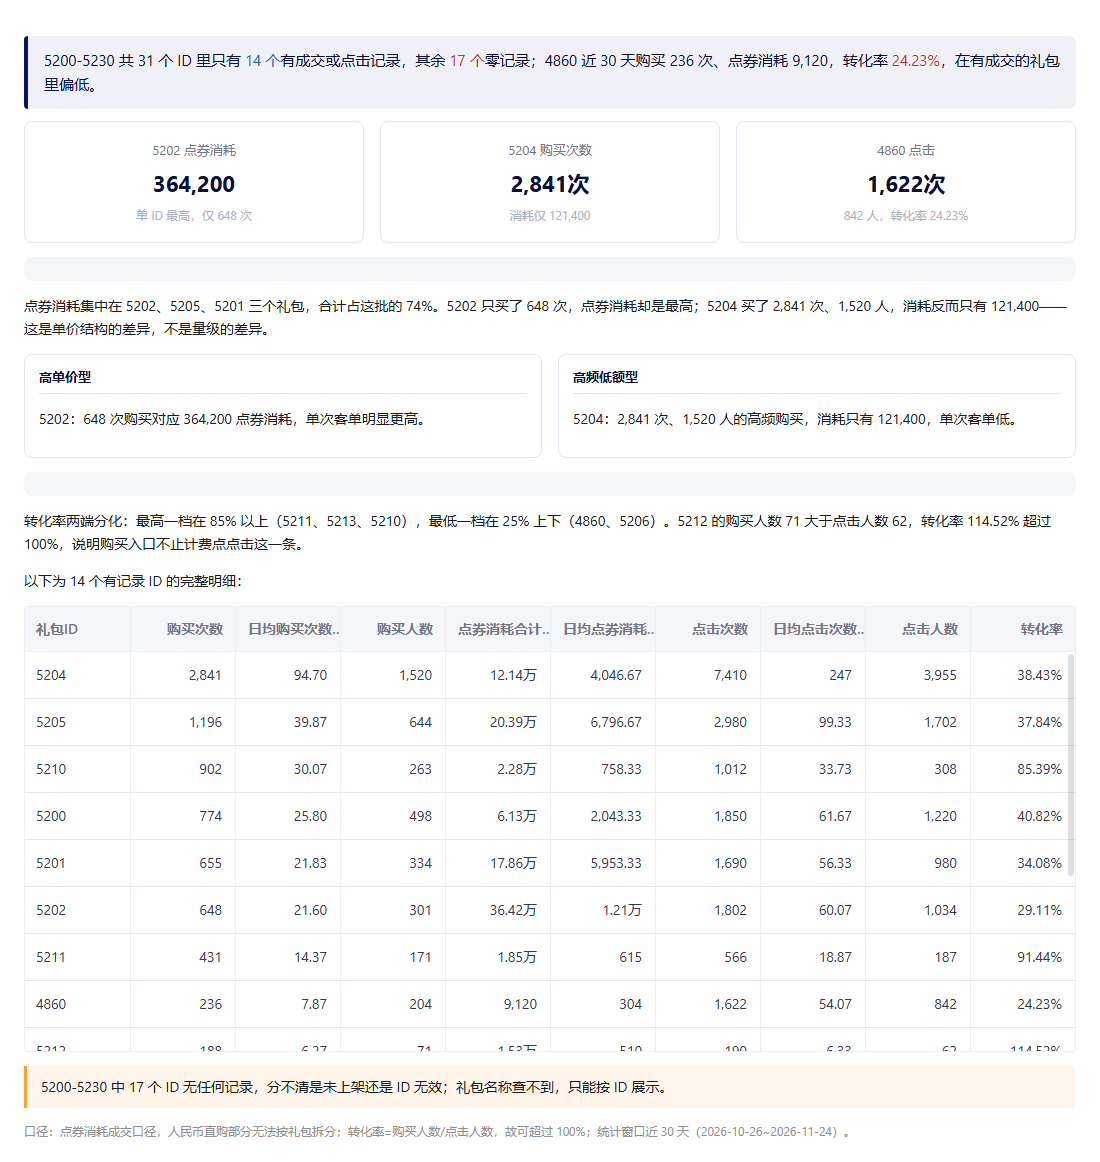 5200-5230 共 31 个 ID 里只有 14 个有成交或点击记录，其余 17 个零记录；4860 近 30 天购买 236 次、点券消耗 9,120，转化率 24.23%，在有成交的礼包
里偏低。
5202 点券消耗
364,200
单 ID 最高，仅 648 次
5204 购买次数
2,841次
消耗仅 121,400
4860 点击
1,622次
842 人，转化率 24.23%
点券消耗集中在 5202、5205、5201 三个礼包，合计占这批的 74%。5202 只买了 648 次，点券消耗却是最高；5204 买了 2,841 次、1,520 人，消耗反而只有 121,400——
这是单价结构的差异，不是量级的差异。
高单价型
5202：648 次购买对应 364,200 点券消耗，单次客单明显更高。
高频低额型
5204：2,841 次、1,520 人的高频购买，消耗只有 121,400，单次客单低。
转化率两端分化：最高一档在 85% 以上（5211、5213、5210），最低一档在 25% 上下（4860、5206）。5212 的购买人数 71 大于点击人数 62，转化率 114.52% 超过
100%，说明购买入口不止计费点点击这一条。
以下为 14 个有记录 ID 的完整明细：
礼包ID 购买次数 日均购买次数.. 购买人数 点券消耗合计.. 日均点券消耗.. 点击次数 日均点击次数.. 点击人数 转化率
5204 2,841 94.70 1,520 12.14万 4,046.67 7,410 247 3,955 38.43%
5205 1,196 39.87 644 20.39万 6,796.67 2,980 99.33 1,702 37.84%
5210 902 30.07 263 2.28万 758.33 1,012 33.73 308 85.39%
5200 774 25.80 498 6.13万 2,043.33 1,850 61.67 1,220 40.82%
5201 655 21.83 334 17.86万 5,953.33 1,690 56.33 980 34.08%
5202 648 21.60 301 36.42万 1.21万 1,802 60.07 1,034 29.11%
5211 431 14.37 171 1.85万 615 566 18.87 187 91.44%
4860 236 7.87 204 9,120 304 1,622 54.07 842 24.23%
5212 188 6.27 71 1.53万 510 190 6.33 62 114.52%
5200-5230 中 17 个 ID 无任何记录，分不清是未上架还是 ID 无效；礼包名称查不到，只能按 ID 展示。
口径：点券消耗成交口径，人民币直购部分无法按礼包拆分；转化率=购买人数/点击人数，故可超过 100%；统计窗口近 30 天（2026-10-26~2026-11-24）。